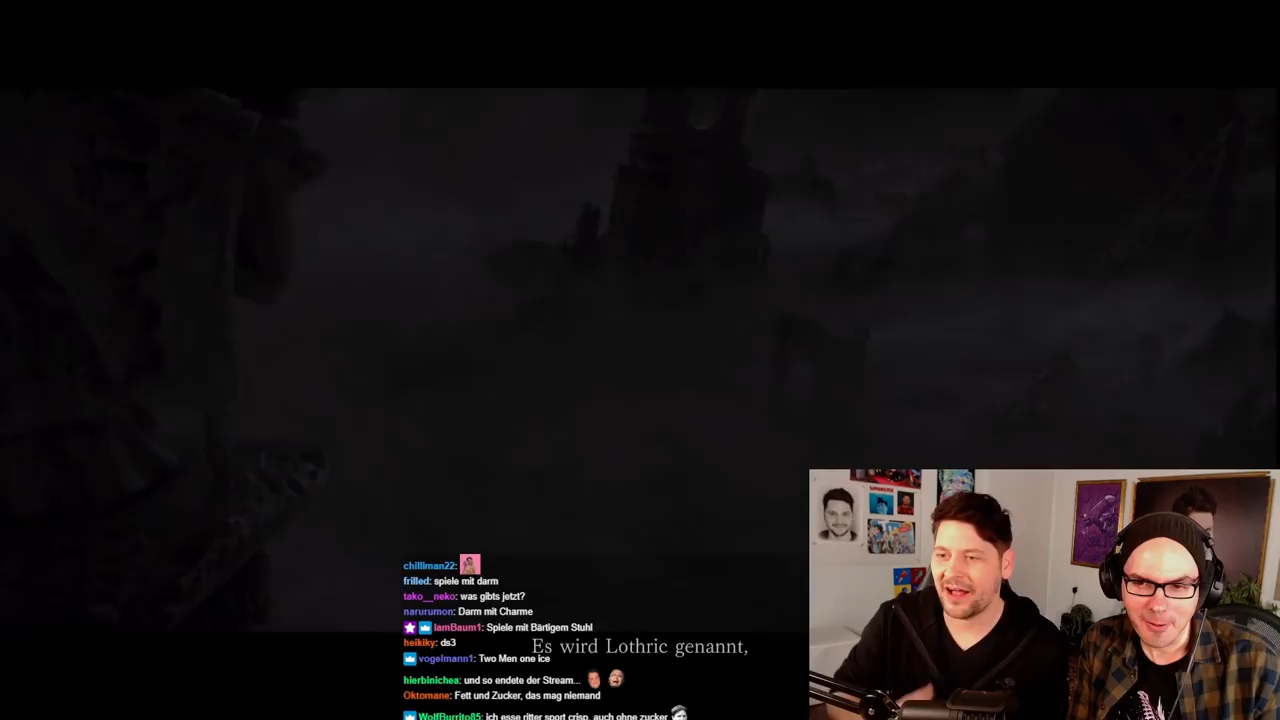 chilliman22:
frilled: spiele mit darm
tako__neko: was gibts jetzt?
narurumon: Darm mit Charme
IamBaum1: Spiele mit Bärtigem Stuhl
heikiky: ds3
Es wird Lothric genannt,
vogelmann1: Two Men one ice
hierbinichea: und so endete der Stream...
Oktomane: Fett und Zucker, das mag niemand
WolfBurrito85: ich esse ritter sport crisp, auch ohne zucker